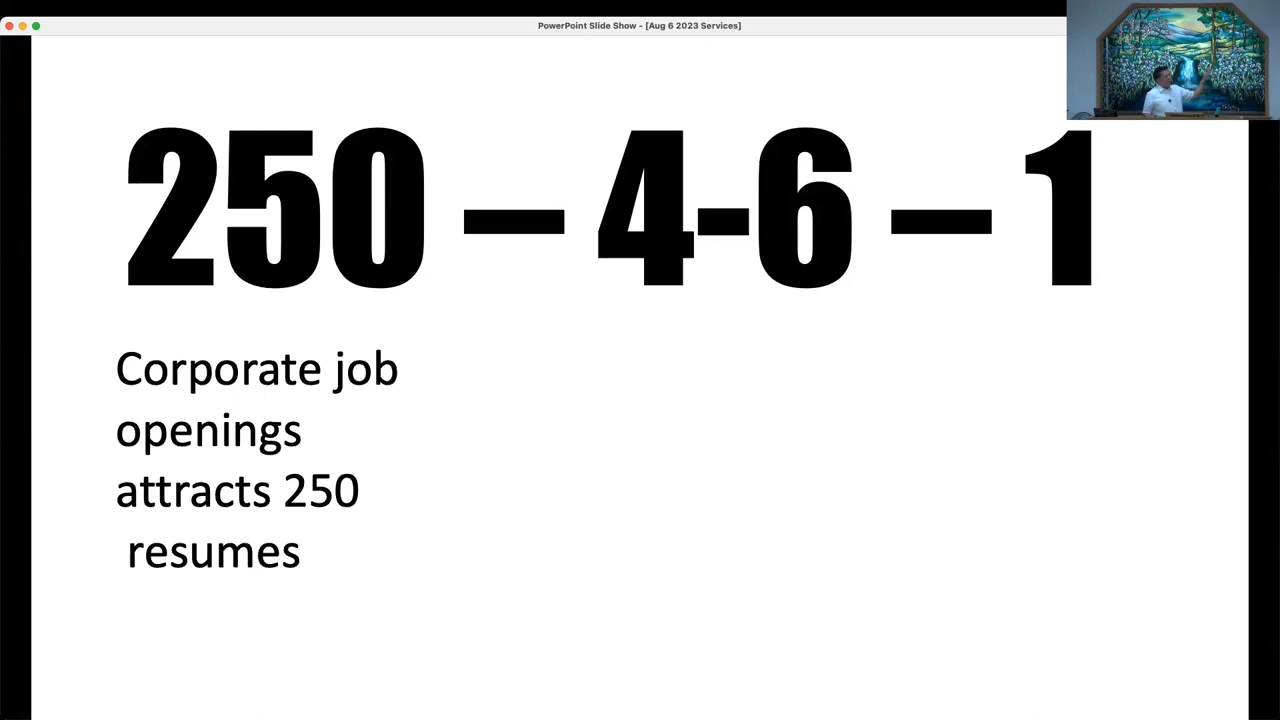 PowerPoint Slide Show - [Aug 6 2023 Services]
250 – 4-6 – 1
Corporate job
openings
attracts 250
resumes